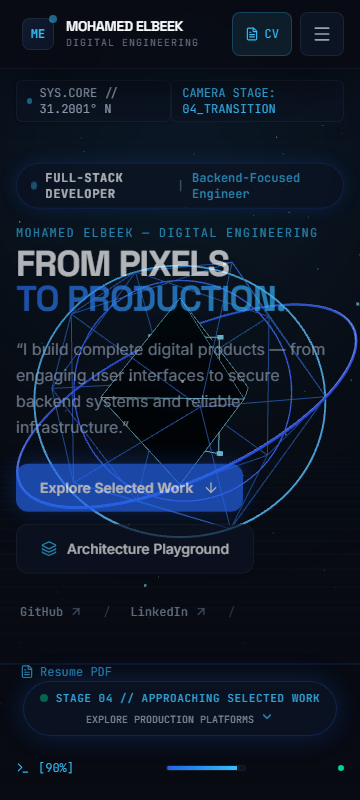 ME
MOHAMED ELBEEK
DIGITAL ENGINEERING
CV
SYS.CORE //
31.2001° N
CAMERA STAGE:
04_TRANSITION
FULL-STACK
DEVELOPER
|
Backend-Focused
Engineer
MOHAMED ELBEEK — DIGITAL ENGINEERING
FROM PIXELS
TO PRODUCTION.
“I build complete digital products — from
engaging user interfaces to secure
backend systems and reliable
infrastructure.”
Explore Selected Work ↓
Architecture Playground
GitHub ↗ / LinkedIn ↗ /
Resume PDF
STAGE 04 // APPROACHING SELECTED WORK
EXPLORE PRODUCTION PLATFORMS
[90%]